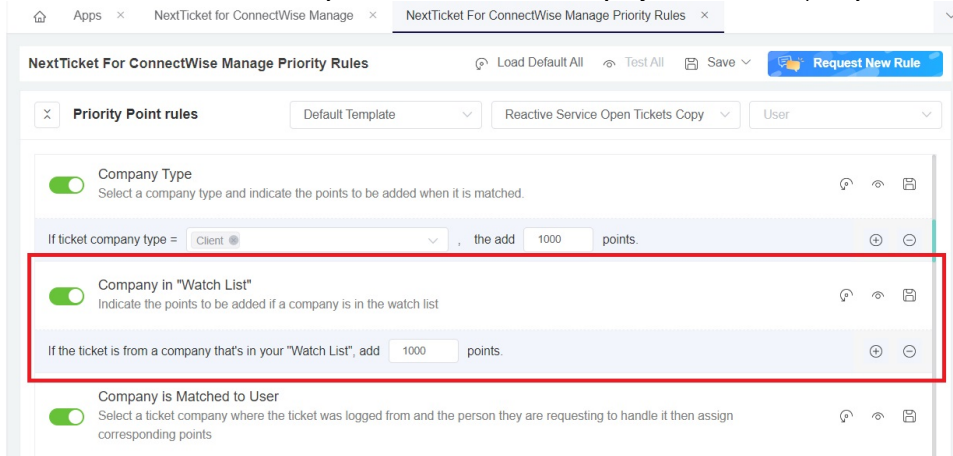 Apps × NextTicket for ConnectWise Manage × NextTicket For ConnectWise Manage Priority Rules ×
NextTicket For ConnectWise Manage Priority Rules Load Default All Test All Save Request New Rule
Priority Point rules Default Template Reactive Service Open Tickets Copy User
Company Type
Select a company type and indicate the points to be added when it is matched.
If ticket company type = Client , the add 1000 points.
Company in "Watch List"
Indicate the points to be added if a company is in the watch list
If the ticket is from a company that's in your "Watch List", add 1000 points.
Company is Matched to User
Select a ticket company where the ticket was logged from and the person they are requesting to handle it then assign
corresponding points